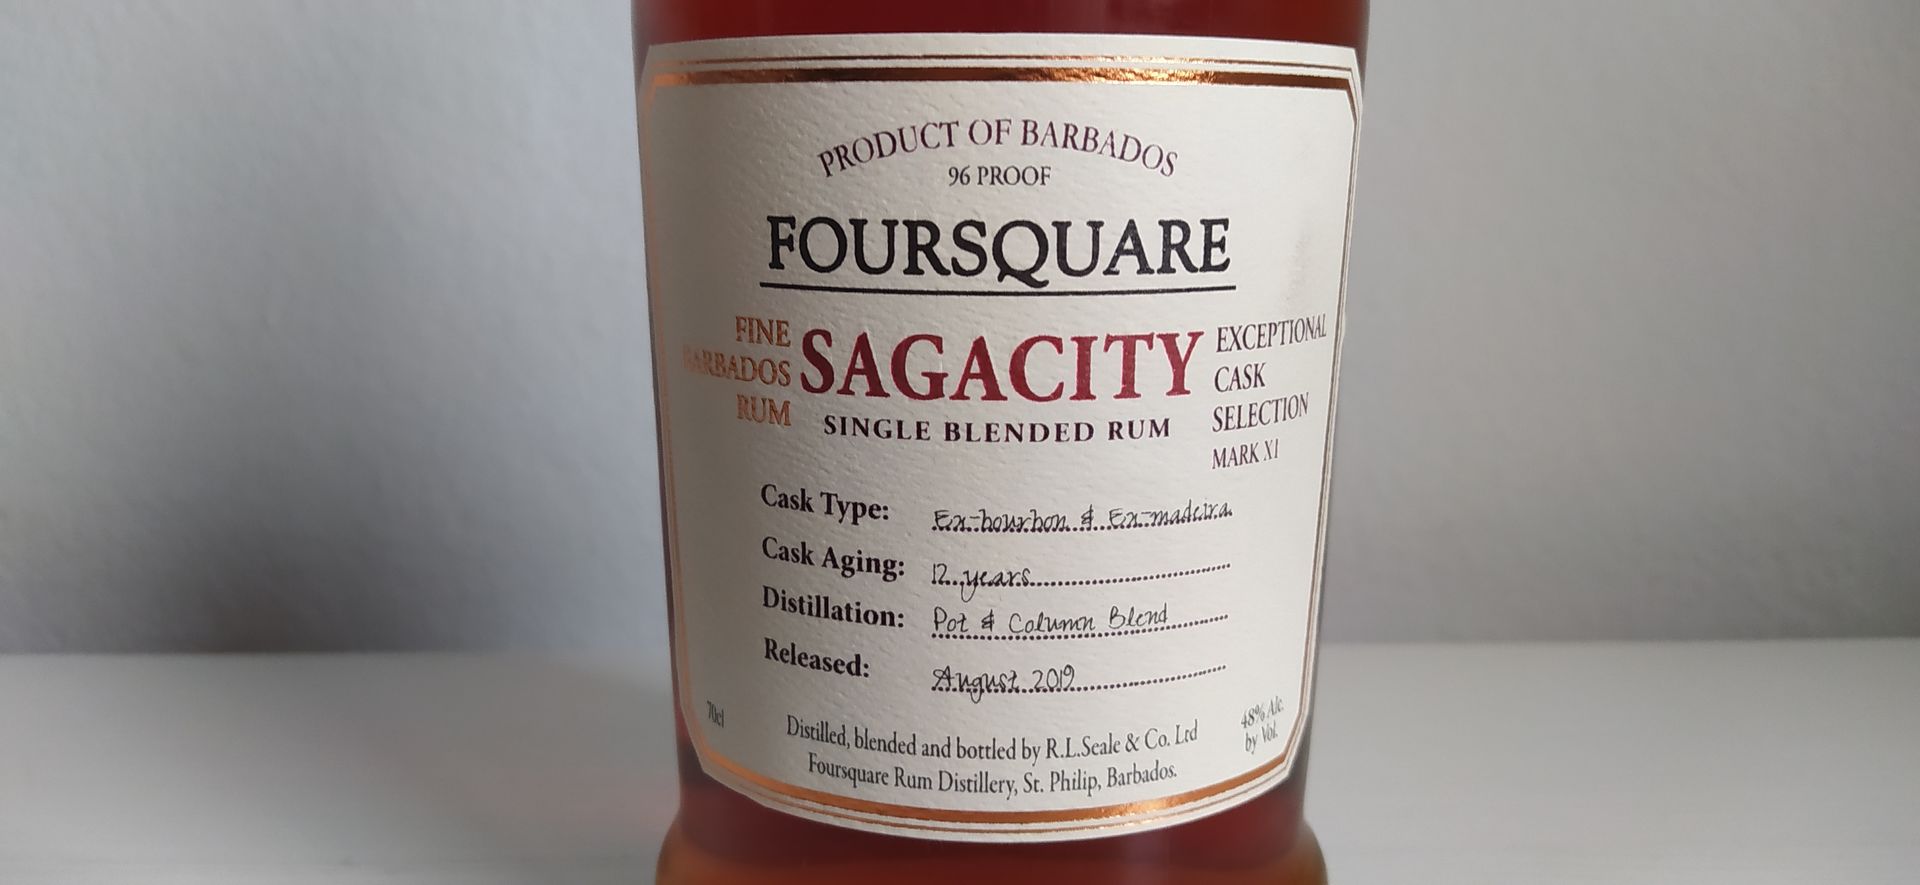 PRODUCT OF BARBADOS
96 PROOF
FOURSQUARE
FINE
BARBADOS
RUM
SAGACITY
SINGLE BLENDED RUM
EXCEPTIONAL
CASK
SELECTION
MARK XI
Cask Type: Ex-bourbon & Ex-madeira
Cask Aging: 12 years
Distillation: Pot & Column Blend
Released: August 2019
70cl
Distilled, blended and bottled by R.L.Seale & Co. Ltd
Foursquare Rum Distillery, St. Philip, Barbados.
48% Alc.
by Vol.